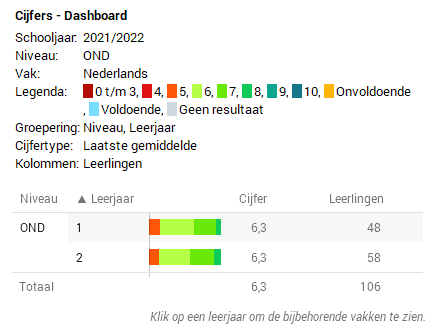 Cijfers - Dashboard
Schooljaar: 2021/2022
Niveau: OND
Vak: Nederlands
Legenda: 0 t/m 3, 4, 5, 6, 7, 8, 9, 10, Onvoldoende
, Voldoende, Geen resultaat
Groepering: Niveau, Leerjaar
Cijfertype: Laatste gemiddelde
Kolommen: Leerlingen
Niveau ▲ Leerjaar Cijfer Leerlingen
OND 1 6,3 48
2 6,3 58
Totaal 6,3 106
Klik op een leerjaar om de bijbehorende vakken te zien.